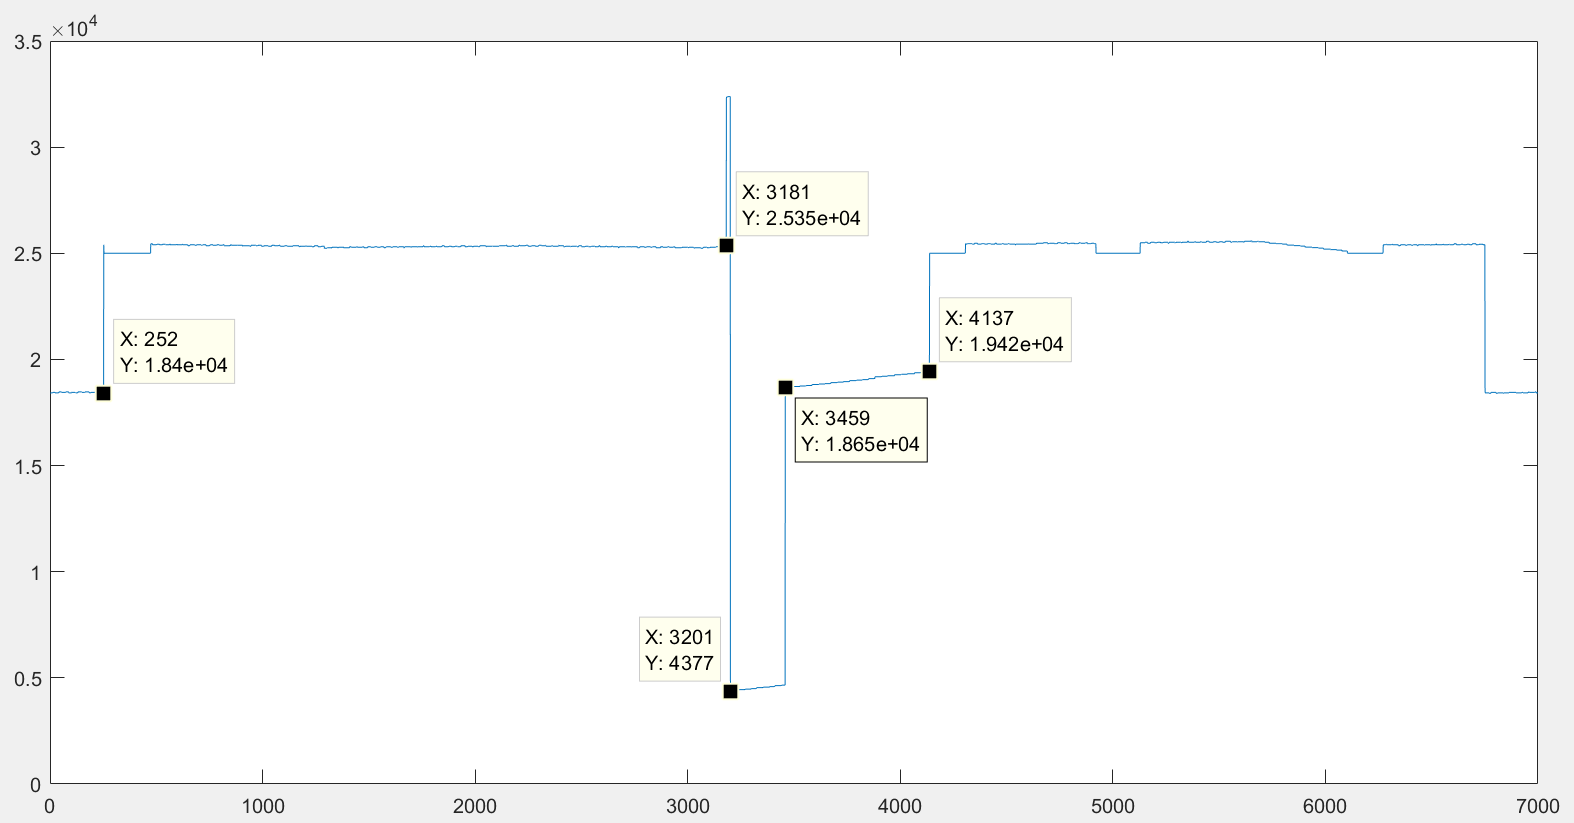 ×10⁴
3.5
3
2.5
2
1.5
1
0.5
0
X: 3181
Y: 2.535e+04
X: 252
Y: 1.84e+04
X: 4137
Y: 1.942e+04
X: 3459
Y: 1.865e+04
X: 3201
Y: 4377
0 1000 2000 3000 4000 5000 6000 7000